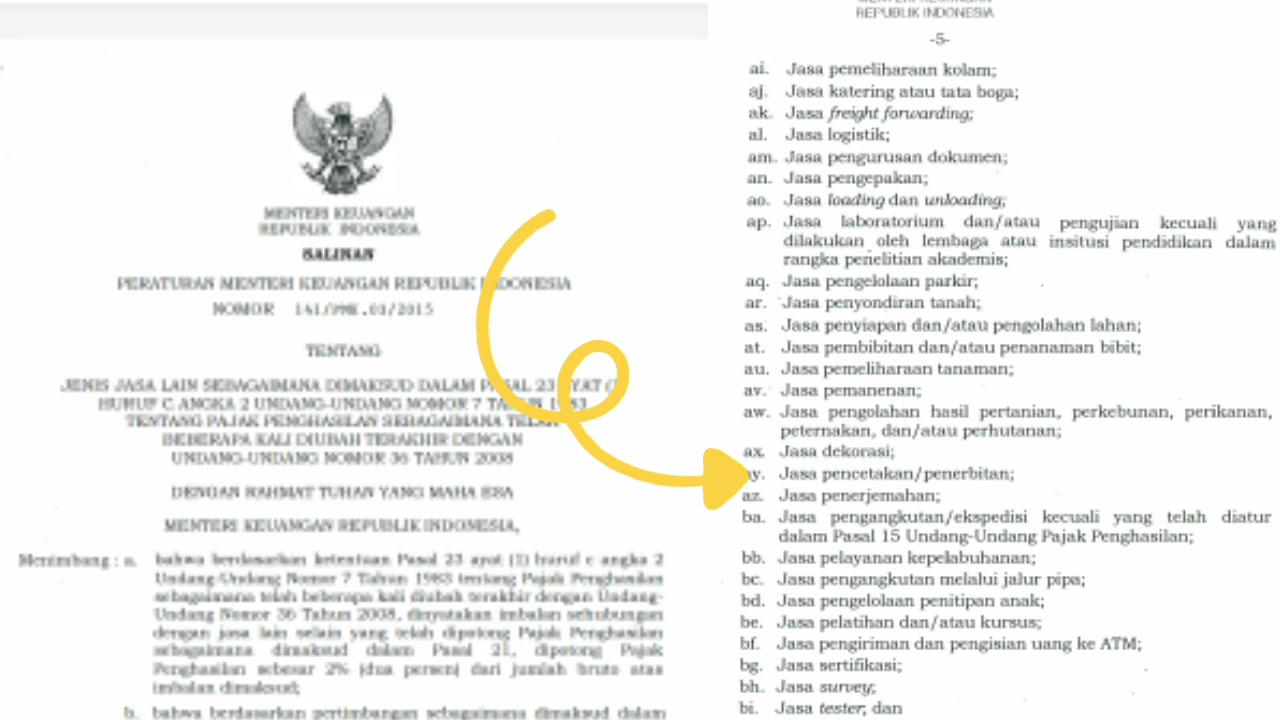 MENTERI KEUANGAN
REPUBLIK INDONESIA
SALINAN
PERATURAN MENTERI KEUANGAN REPUBLIK INDONESIA
NOMOR 141/PMK.03/2015
TENTANG
JENIS JASA LAIN SEBAGAIMANA DIMAKSUD DALAM PASAL 23 AYAT (1)
HURUF C ANGKA 2 UNDANG-UNDANG NOMOR 7 TAHUN 1983
TENTANG PAJAK PENGHASILAN SEBAGAIMANA TELAH
BEBERAPA KALI DIUBAH TERAKHIR DENGAN
UNDANG-UNDANG NOMOR 36 TAHUN 2008
DENGAN RAHMAT TUHAN YANG MAHA ESA
MENTERI KEUANGAN REPUBLIK INDONESIA,
Menimbang : a. bahwa berdasarkan ketentuan Pasal 23 ayat (1) huruf c angka 2
Undang-Undang Nomor 7 Tahun 1983 tentang Pajak Penghasilan
sebagaimana telah beberapa kali diubah terakhir dengan Undang-
Undang Nomor 36 Tahun 2008, dinyatakan imbalan sehubungan
dengan jasa lain selain yang telah dipotong Pajak Penghasilan
sebagaimana dimaksud dalam Pasal 21, dipotong Pajak
Penghasilan sebesar 2% (dua persen) dari jumlah bruto atas
imbalan dimaksud;
b. bahwa berdasarkan pertimbangan sebagaimana dimaksud dalam
REPUBLIK INDONESIA
-5-
ai. Jasa pemeliharaan kolam;
aj. Jasa katering atau tata boga;
ak. Jasa freight forwarding;
al. Jasa logistik;
am. Jasa pengurusan dokumen;
an. Jasa pengepakan;
ao. Jasa loading dan unloading;
ap. Jasa laboratorium dan/atau pengujian kecuali yang
dilakukan oleh lembaga atau insitusi pendidikan dalam
rangka penelitian akademis;
aq. Jasa pengelolaan parkir;
ar. Jasa penyondiran tanah;
as. Jasa penyiapan dan/atau pengolahan lahan;
at. Jasa pembibitan dan/atau penanaman bibit;
au. Jasa pemeliharaan tanaman;
av. Jasa pemanenan;
aw. Jasa pengolahan hasil pertanian, perkebunan, perikanan,
peternakan, dan/atau perhutanan;
ax. Jasa dekorasi;
ay. Jasa pencetakan/penerbitan;
az. Jasa penerjemahan;
ba. Jasa pengangkutan/ekspedisi kecuali yang telah diatur
dalam Pasal 15 Undang-Undang Pajak Penghasilan;
bb. Jasa pelayanan kepelabuhanan;
bc. Jasa pengangkutan melalui jalur pipa;
bd. Jasa pengelolaan penitipan anak;
be. Jasa pelatihan dan/atau kursus;
bf. Jasa pengiriman dan pengisian uang ke ATM;
bg. Jasa sertifikasi;
bh. Jasa survey;
bi. Jasa tester; dan